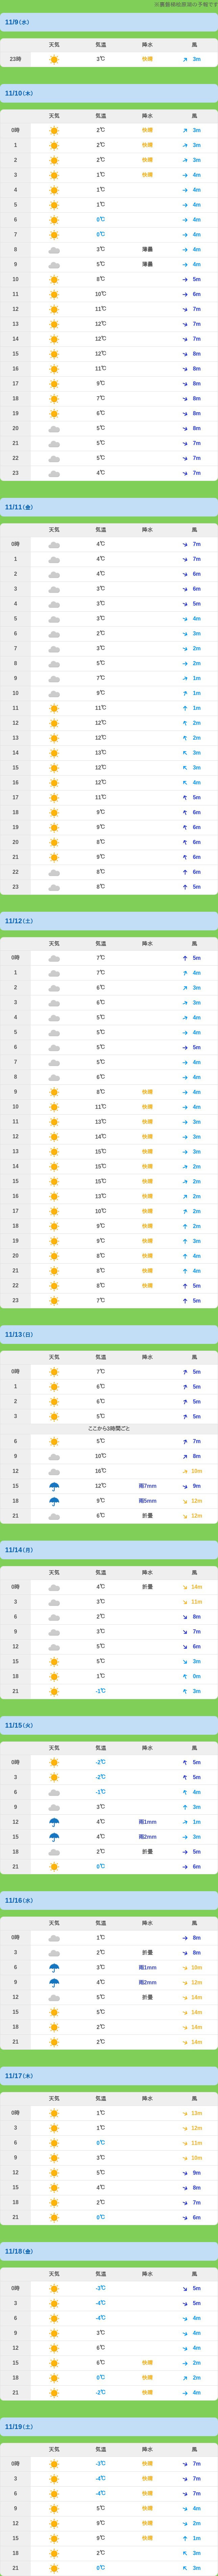 ※農園候知区域の予報です
11/9(水)
天気 気温 降水 風
23時 3℃ 快晴 3m
11/10(木)
天気 気温 降水 風
0時 2℃ 快晴 3m
1 2℃ 快晴 3m
2 2℃ 快晴 3m
3 1℃ 快晴 4m
4 1℃ 4m
5 1℃ 4m
6 0℃ 4m
7 0℃ 4m
8 3℃ 薄曇 4m
9 5℃ 薄曇 4m
10 8℃ 5m
11 10℃ 6m
12 11℃ 7m
13 12℃ 7m
14 12℃ 7m
15 12℃ 8m
16 11℃ 8m
17 9℃ 8m
18 7℃ 8m
19 6℃ 8m
20 5℃ 8m
21 5℃ 7m
22 5℃ 7m
23 4℃ 7m
11/11(金)
天気 気温 降水 風
0時 4℃ 7m
1 4℃ 7m
2 4℃ 6m
3 3℃ 6m
4 3℃ 5m
5 3℃ 4m
6 2℃ 3m
7 3℃ 2m
8 5℃ 2m
9 7℃ 1m
10 9℃ 1m
11 11℃ 1m
12 12℃ 2m
13 12℃ 2m
14 13℃ 3m
15 12℃ 3m
16 12℃ 4m
17 11℃ 5m
18 9℃ 6m
19 9℃ 6m
20 8℃ 6m
21 9℃ 6m
22 8℃ 6m
23 8℃ 5m
11/12(土)
天気 気温 降水 風
0時 7℃ 5m
1 7℃ 4m
2 6℃ 3m
3 6℃ 3m
4 5℃ 4m
5 5℃ 4m
6 5℃ 5m
7 5℃ 4m
8 6℃ 4m
9 8℃ 快晴 4m
10 11℃ 快晴 4m
11 13℃ 快晴 3m
12 14℃ 快晴 3m
13 15℃ 快晴 3m
14 15℃ 快晴 2m
15 15℃ 快晴 2m
16 13℃ 快晴 2m
17 10℃ 快晴 2m
18 9℃ 快晴 2m
19 9℃ 快晴 3m
20 8℃ 快晴 4m
21 8℃ 快晴 4m
22 8℃ 快晴 5m
23 7℃ 5m
11/13(日)
天気 気温 降水 風
0時 7℃ 5m
1 6℃ 5m
2 6℃ 5m
3 5℃ 5m
ここから3時間ごと
6 5℃ 7m
9 10℃ 8m
12 16℃ 10m
15 12℃ 雨7mm 9m
18 9℃ 雨5mm 12m
21 6℃ 折曇 12m
11/14(月)
天気 気温 降水 風
0時 4℃ 折曇 14m
3 3℃ 11m
6 2℃ 8m
9 3℃ 7m
12 5℃ 6m
15 5℃ 3m
18 1℃ 0m
21 -1℃ 3m
11/15(火)
天気 気温 降水 風
0時 -2℃ 5m
3 -2℃ 5m
6 -1℃ 4m
9 3℃ 3m
12 4℃ 雨1mm 1m
15 4℃ 雨2mm 3m
18 2℃ 折曇 5m
21 0℃ 6m
11/16(水)
天気 気温 降水 風
0時 1℃ 8m
3 2℃ 折曇 8m
6 3℃ 雨1mm 10m
9 4℃ 雨2mm 12m
12 5℃ 折曇 14m
15 5℃ 14m
18 2℃ 14m
21 2℃ 14m
11/17(木)
天気 気温 降水 風
0時 1℃ 13m
3 1℃ 12m
6 0℃ 11m
9 3℃ 10m
12 5℃ 9m
15 4℃ 8m
18 2℃ 7m
21 0℃ 6m
11/18(金)
天気 気温 降水 風
0時 -3℃ 5m
3 -4℃ 5m
6 -4℃ 4m
9 3℃ 4m
12 6℃ 4m
15 6℃ 快晴 2m
18 0℃ 快晴 2m
21 -2℃ 快晴 4m
11/19(土)
天気 気温 降水 風
0時 -3℃ 快晴 7m
3 -4℃ 快晴 7m
6 -4℃ 快晴 7m
9 5℃ 快晴 4m
12 9℃ 快晴 2m
15 9℃ 快晴 1m
18 2℃ 3m
21 0℃ 3m